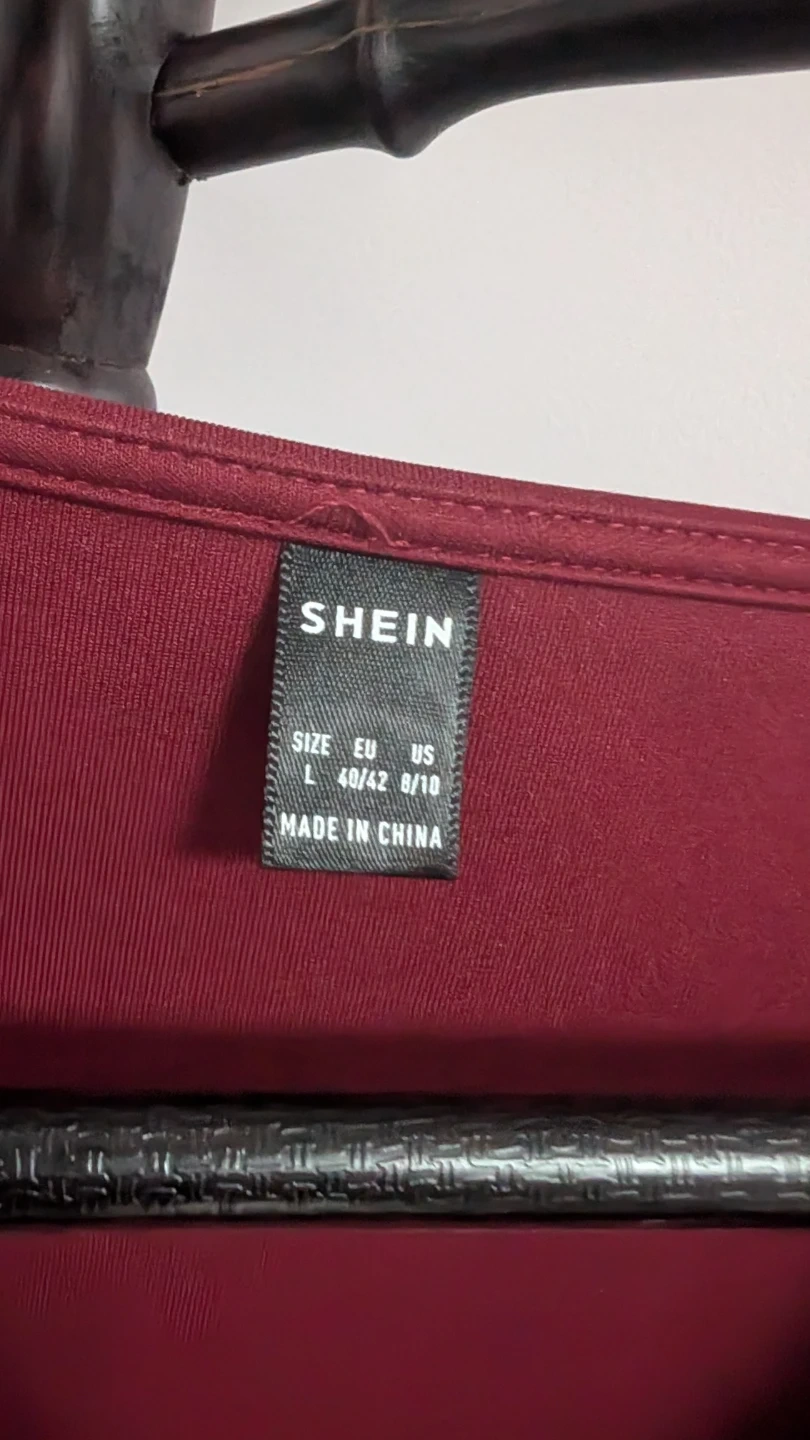 SHEIN
SIZE EU US
L 40/42 8/10
MADE IN CHINA